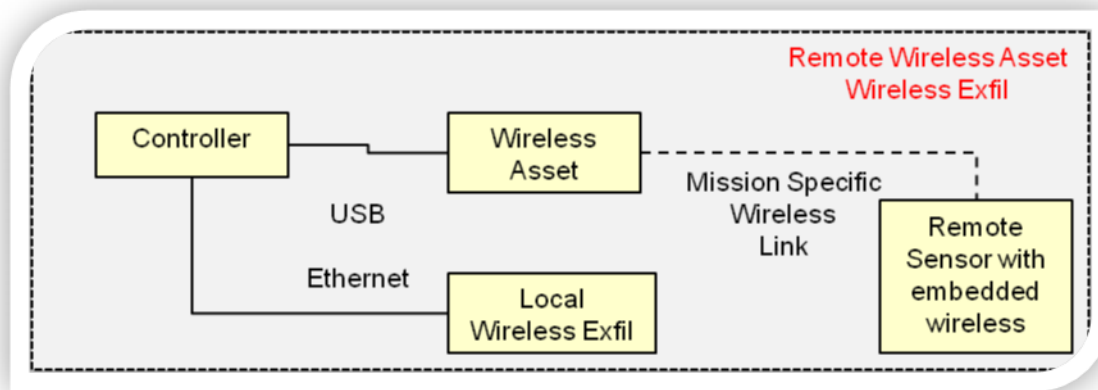 Remote Wireless Asset
Wireless Exfil
Controller
Wireless
Asset
USB
Mission Specific
Wireless
Link
Ethernet
Local
Wireless Exfil
Remote
Sensor with
embedded
wireless